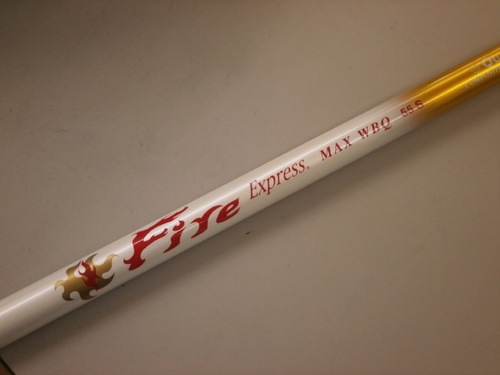 Fire Express. MAX WBQ 55-S